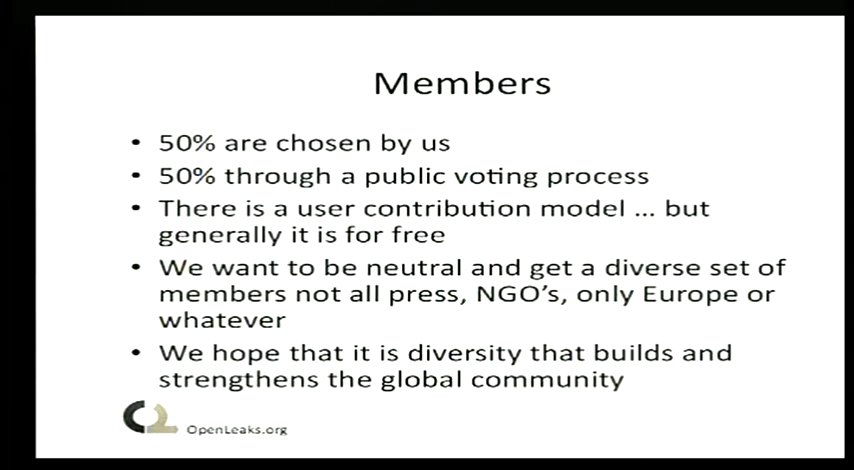 Members
• 50% are chosen by us
• 50% through a public voting process
• There is a user contribution model ... but
generally it is for free
• We want to be neutral and get a diverse set of
members not all press, NGO's, only Europe or
whatever
• We hope that it is diversity that builds and
strengthens the global community
OpenLeaks.org